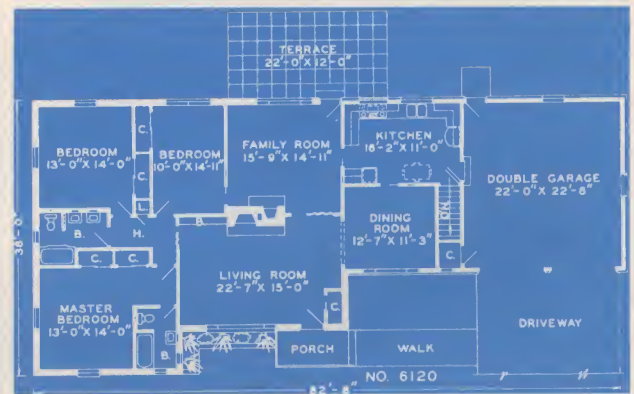 TERRACE
22'-0"X 12'-0"
BEDROOM
13'-0"X 14'-0"
C.
C.
L.
BEDROOM
10'-0"X14'-11"
FAMILY ROOM
15'-9"X 14'-11"
KITCHEN
16'-2"X 11'-0"
DOUBLE GARAGE
22'-0"X 22'-8"
B.
H.
B.
DINING
ROOM
12'-7"X 11'-3"
DN.
C.
38'-0"
C.
C.
LIVING ROOM
22'-7"X 15'-0"
C.
MASTER
BEDROOM
13'-0"X 14'-0"
B.
PORCH
WALK
DRIVEWAY
NO. 6120
82'-8"